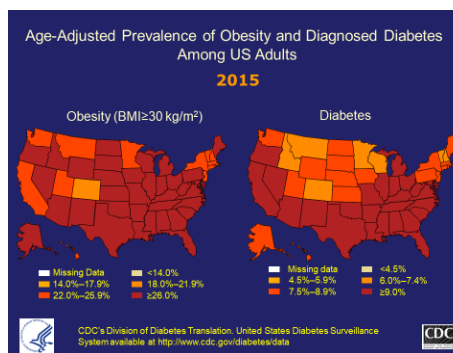 Age-Adjusted Prevalence of Obesity and Diagnosed Diabetes
Among US Adults
2015
Obesity (BMI≥30 kg/m²)
Diabetes
Missing Data
<14.0%
14.0%–17.9%
18.0%–21.9%
22.0%–25.9%
≥26.0%
Missing Data
<4.5%
4.5%–5.9%
6.0%–7.4%
7.5%–8.9%
≥9.0%
CDC's Division of Diabetes Translation. United States Diabetes Surveillance
System available at http://www.cdc.gov/diabetes/data
CDC